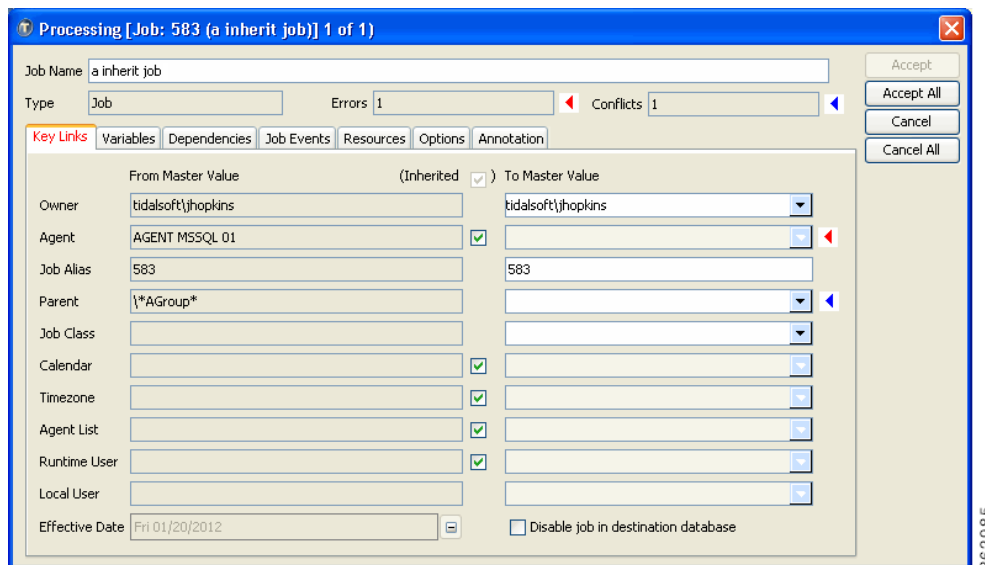 Processing [Job: 583 (a inherit job)] 1 of 1)
Job Name a inherit job
Accept
Type Job Errors 1 Conflicts 1
Accept All
Cancel
Cancel All
Key Links Variables Dependencies Job Events Resources Options Annotation
From Master Value (Inherited ) To Master Value
Owner tidalsoft\jhopkins tidalsoft\jhopkins
Agent AGENT MSSQL 01
Job Alias 583 583
Parent \*AGroup*
Job Class
Calendar
Timezone
Agent List
Runtime User
Local User
Effective Date Fri 01/20/2012 Disable job in destination database